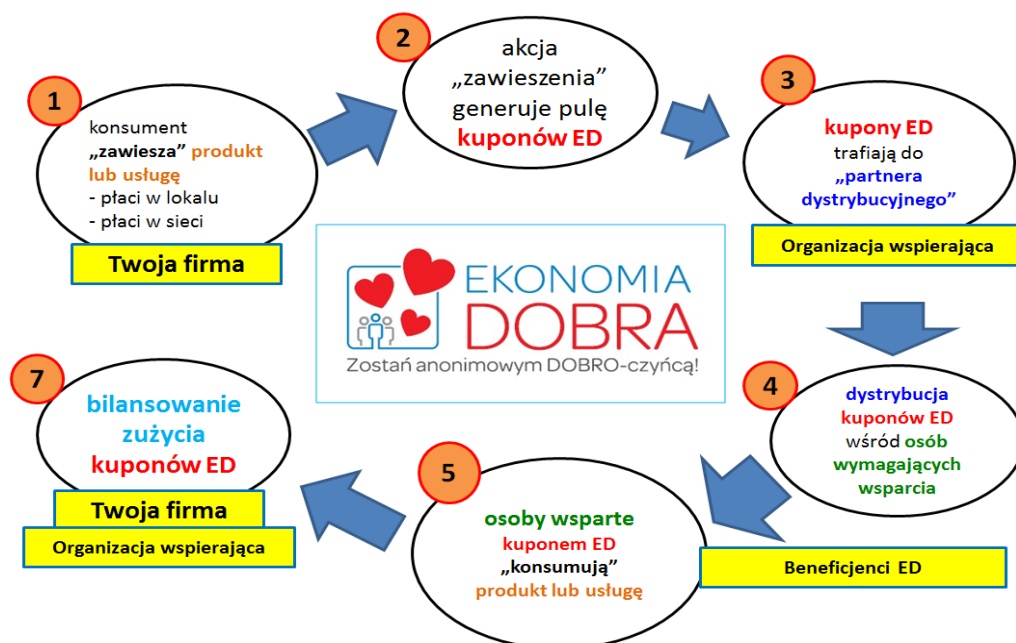 1
konsument
„zawiesza” produkt
lub usługę
- płaci w lokalu
- płaci w sieci
Twoja firma
2
akcja
„zawieszenia”
generuje pulę
kuponów ED
3
kupony ED
trafiają do
„partnera
dystrybucyjnego”
Organizacja wspierająca
EKONOMIA
DOBRA
Zostań anonimowym DOBRO-czyńcą!
4
dystrybucja
kuponów ED
wśród osób
wymagających
wsparcia
Beneficjenci ED
5
osoby wsparte
kuponem ED
„konsumują”
produkt lub usługę
7
bilansowanie
zużycia
kuponów ED
Twoja firma
Organizacja wspierająca